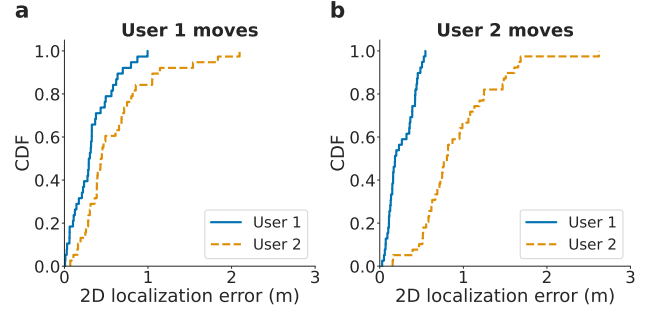 a
User 1 moves
1.0
0.8
0.6
0.4
0.2
0.0
CDF
0 1 2 3
2D localization error (m)
User 1
User 2
b
User 2 moves
1.0
0.8
0.6
0.4
0.2
0.0
CDF
0 1 2 3
2D localization error (m)
User 1
User 2